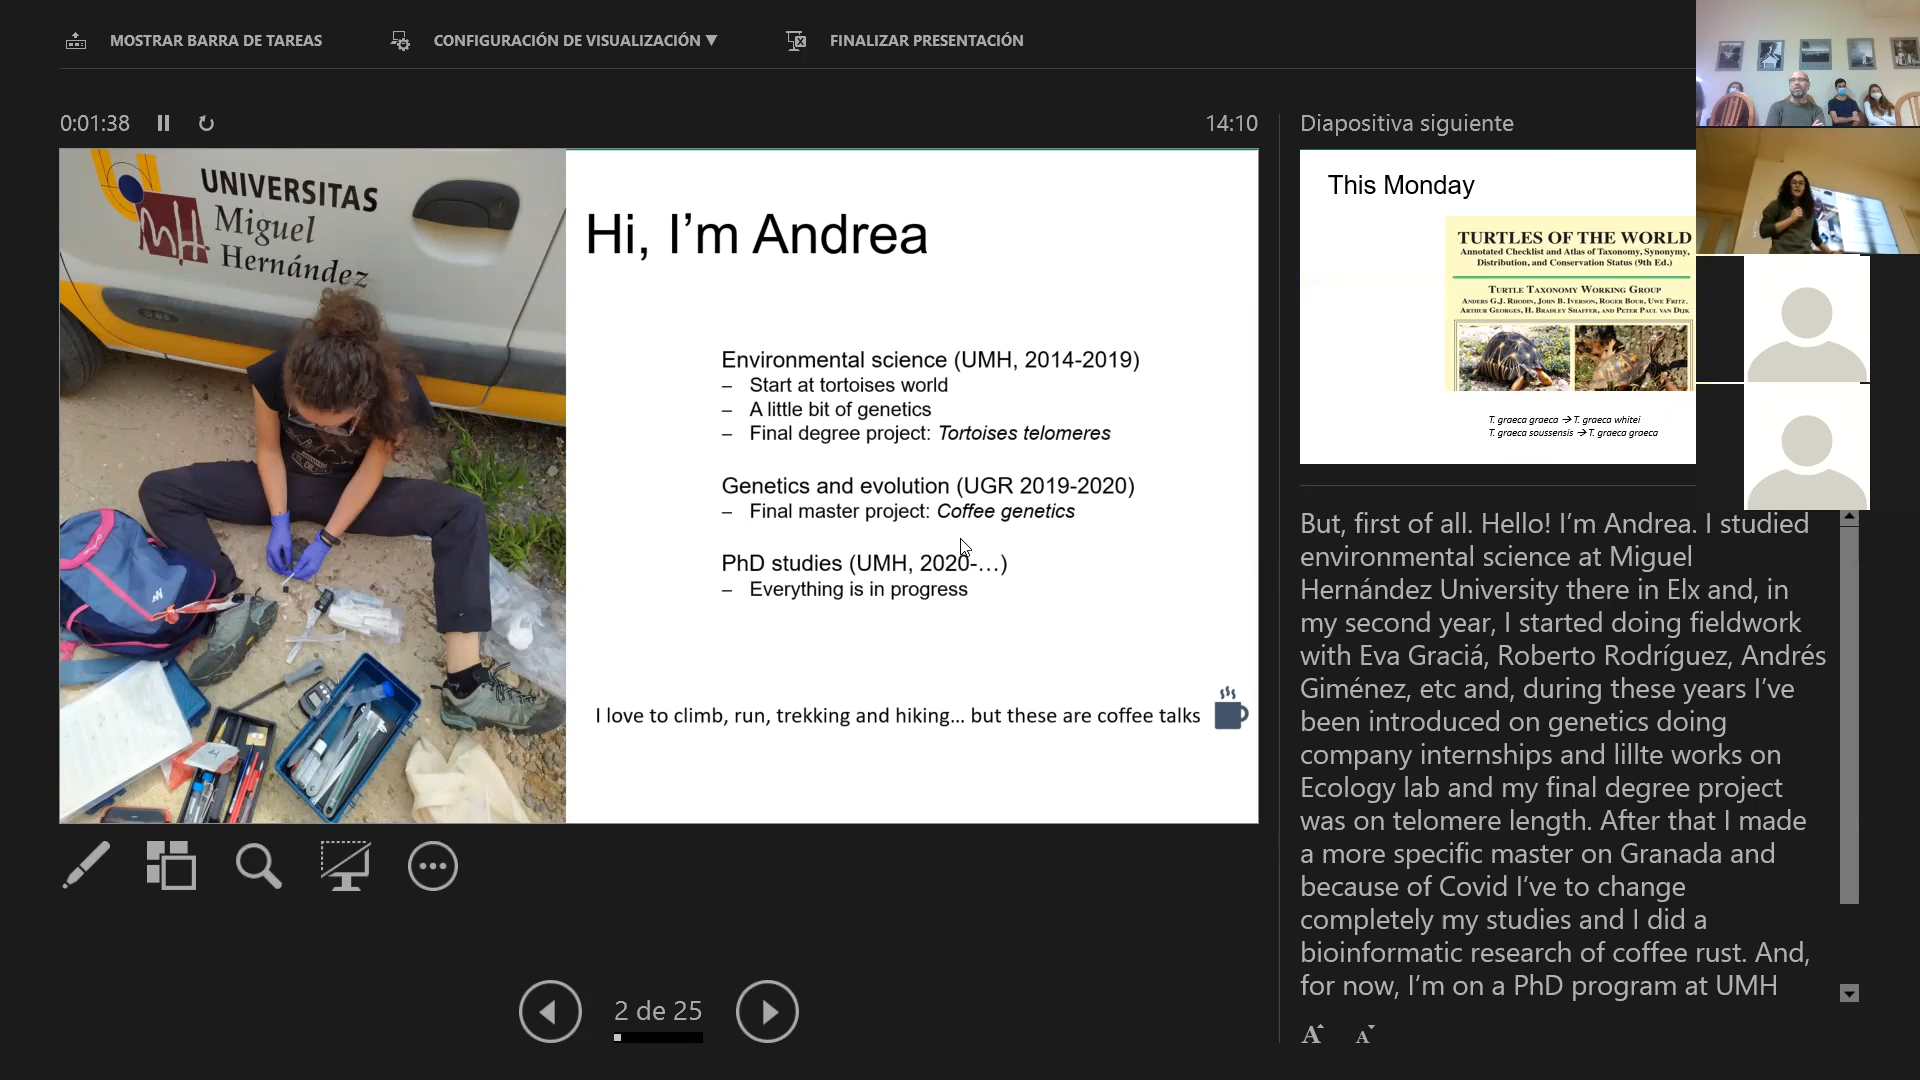 MOSTRAR BARRA DE TAREAS
CONFIGURACIÓN DE VISUALIZACIÓN ▼
FINALIZAR PRESENTACIÓN
0:01:38
14:10
Diapositiva siguiente
UNIVERSITAS
Miguel
Hernández
Hi, I’m Andrea
Environmental science (UMH, 2014-2019)
– Start at tortoises world
– A little bit of genetics
– Final degree project: Tortoises telomeres
Genetics and evolution (UGR 2019-2020)
– Final master project: Coffee genetics
PhD studies (UMH, 2020-…)
– Everything is in progress
I love to climb, run, trekking and hiking… but these are coffee talks
This Monday
TURTLES OF THE WORLD
Annotated Checklist and Atlas of Taxonomy, Synonymy,
Distribution, and Conservation Status (9th Ed.)
TURTLE TAXONOMY WORKING GROUP
ANDERS G.J. RHODIN, JOHN B. IVERSON, ROGER BOUR, UWE FRITZ,
ARTHUR GEORGES, H. BRADLEY SHAFFER, AND PETER PAUL VAN DIJK
T. graeca graeca → T. graeca whitei
T. graeca soussensis → T. graeca graeca
But, first of all. Hello! I’m Andrea. I studied
environmental science at Miguel
Hernández University there in Elx and, in
my second year, I started doing fieldwork
with Eva Graciá, Roberto Rodríguez, Andrés
Giménez, etc and, during these years I’ve
been introduced on genetics doing
company internships and lillte works on
Ecology lab and my final degree project
was on telomere length. After that I made
a more specific master on Granada and
because of Covid I’ve to change
completely my studies and I did a
bioinformatic research of coffee rust. And,
for now, I’m on a PhD program at UMH
2 de 25
A A